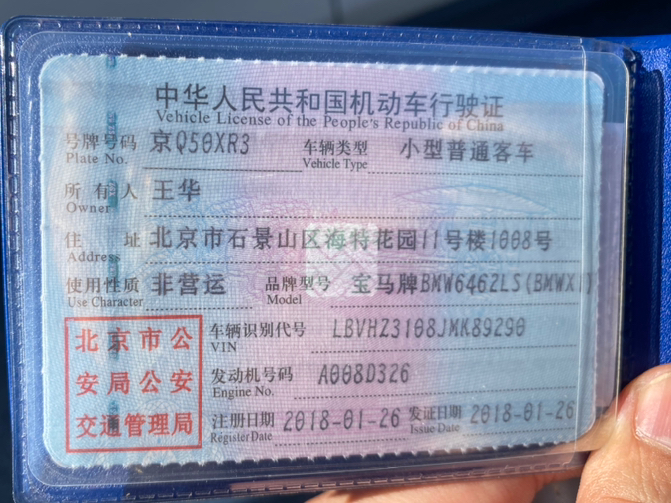 中华人民共和国机动车行驶证
Vehicle License of the People's Republic of China
号牌号码 京Q50XR3 车辆类型 小型普通客车
Plate No. Vehicle Type
所有人 王华
Owner
住址 北京市石景山区海特花园11号楼1008号
Address
使用性质 非营运 品牌型号 宝马牌BMW6462LS(BMWX1)
Use Character Model
北京市公
安局公安
交通管理局
车辆识别代号 LBVHZ3108JMK89290
VIN
发动机号码 A008D326
Engine No.
注册日期 2018-01-26 发证日期 2018-01-26
Register Date Issue Date